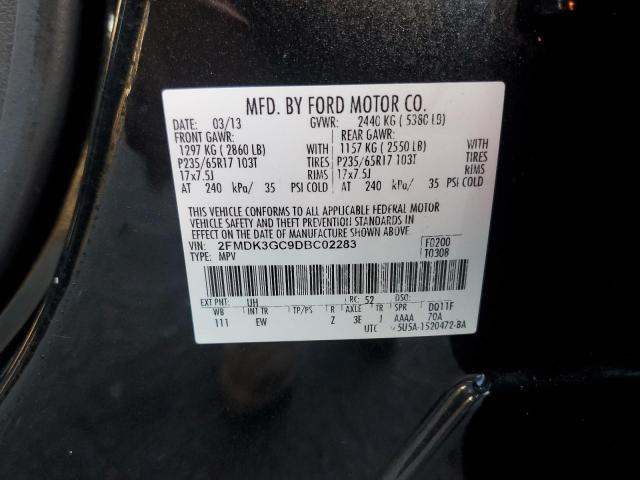 MFD. BY FORD MOTOR CO.
DATE: 03/13 GVWR: 2440 KG ( 5380 LB)
FRONT GAWR: REAR GAWR:
1297 KG ( 2860 LB) WITH 1157 KG ( 2550 LB) WITH
P235/65R17 103T TIRES P235/65R17 103T TIRES
17x7.5J RIMS 17x7.5J RIMS
AT 240 kPa/ 35 PSI COLD AT 240 kPa/ 35 PSI COLD
THIS VEHICLE CONFORMS TO ALL APPLICABLE FEDERAL MOTOR
VEHICLE SAFETY AND THEFT PREVENTION STANDARDS IN
EFFECT ON THE DATE OF MANUFACTURE SHOWN ABOVE.
VIN: 2FMDK3GC9DBC02283 F0200
TYPE: MPV T0308
EXT PNT: UH RC: 52 DSO:
WB INT TR TP/PS R AXLE TR SPR DQ11F
111 EW Z 3E J AAAA 70A
UTC 5U5A-1520472-BA